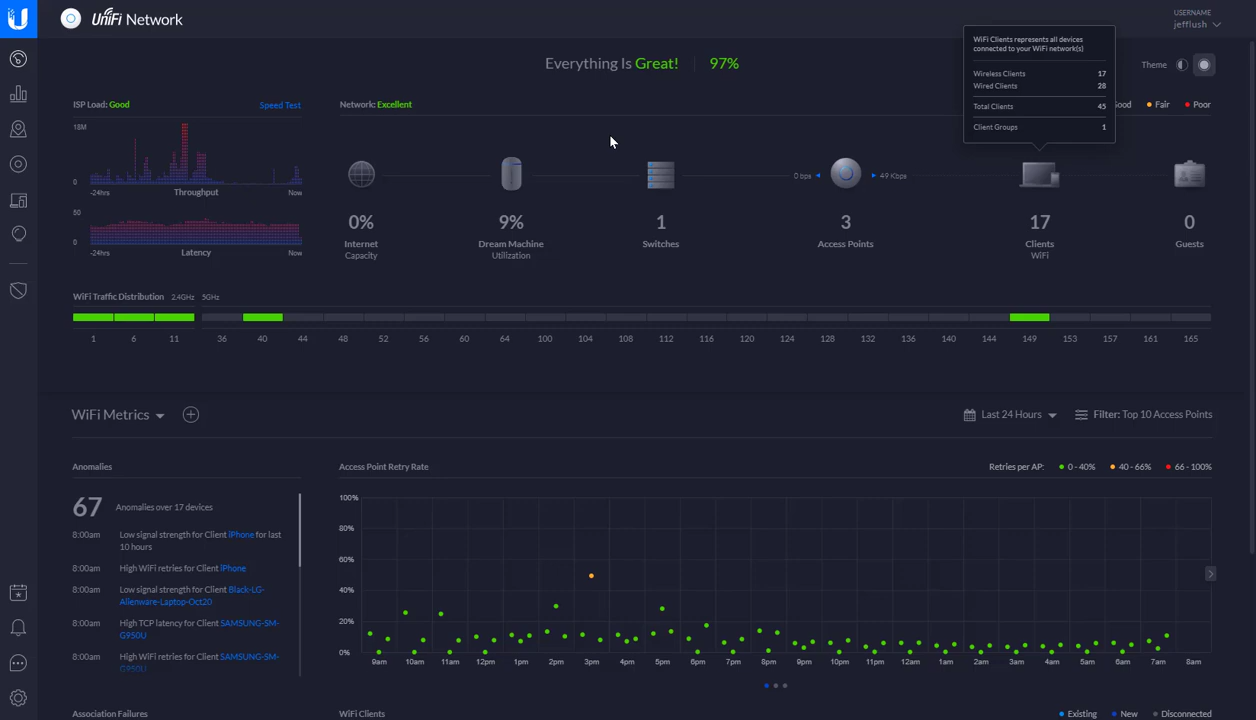 UniFi Network
USERNAME
jefflush
WiFi Clients represents all devices
connected to your WiFi network(s)
Wireless Clients 17
Wired Clients 28
Total Clients 45
Client Groups 1
Everything Is Great! 97%
Theme
ISP Load: Good
Speed Test
Network: Excellent
Good Fair Poor
18M
0
-24hrs Throughput Now
50
0
-24hrs Latency Now
0 bps 49 Kbps
0% 9% 1 3 17 0
Internet Dream Machine Switches Access Points Clients Guests
Capacity Utilization WiFi
WiFi Traffic Distribution 2.4GHz 5GHz
1 6 11 36 40 44 48 52 56 60 64 100 104 108 112 116 120 124 128 132 136 140 144 149 153 157 161 165
WiFi Metrics
Last 24 Hours Filter: Top 10 Access Points
Anomalies
67 Anomalies over 17 devices
8:00am Low signal strength for Client iPhone for last
10 hours
8:00am High WiFi retries for Client iPhone
8:00am Low signal strength for Client Black-LG-
Alienware-Laptop-Oct20
8:00am High TCP latency for Client SAMSUNG-SM-
G950U
8:00am High WiFi retries for Client SAMSUNG-SM-
G950U
Access Point Retry Rate
Retries per AP: 0 - 40% 40 - 66% 66 - 100%
100%
80%
60%
40%
20%
0%
9am 10am 11am 12pm 1pm 2pm 3pm 4pm 5pm 6pm 7pm 8pm 9pm 10pm 11pm 12am 1am 2am 3am 4am 5am 6am 7am 8am
Association Failures
WiFi Clients
Existing New Disconnected